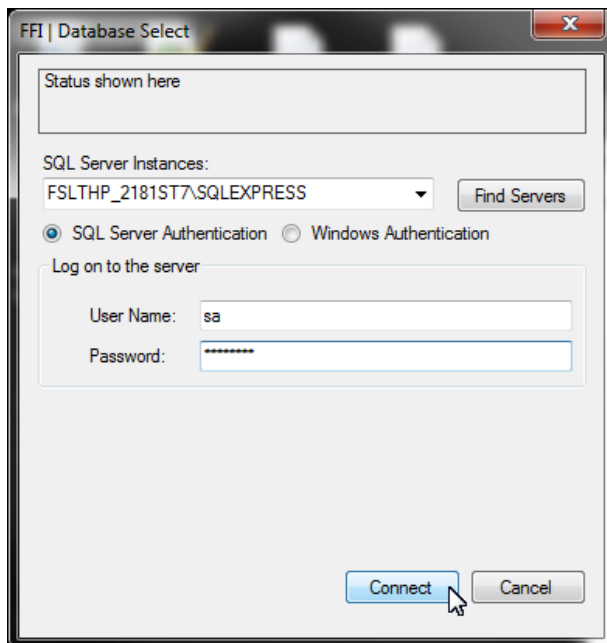 FFI | Database Select
Status shown here
SQL Server Instances:
FSLTHP_2181ST7\SQLEXPRESS
Find Servers
SQL Server Authentication Windows Authentication
Log on to the server
User Name: sa
Password: ********
Connect Cancel